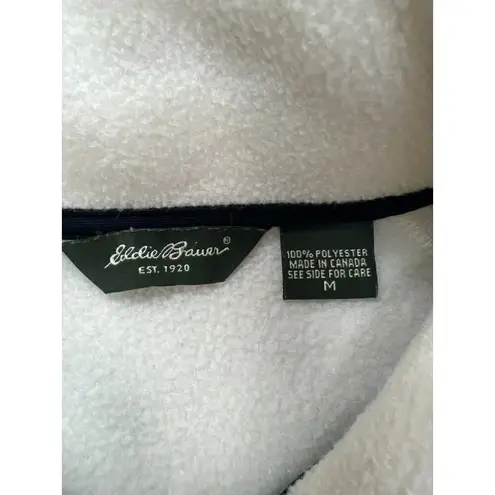 Eddie Bauer®
EST. 1920
100% POLYESTER
MADE IN CANADA
SEE SIDE FOR CARE
M